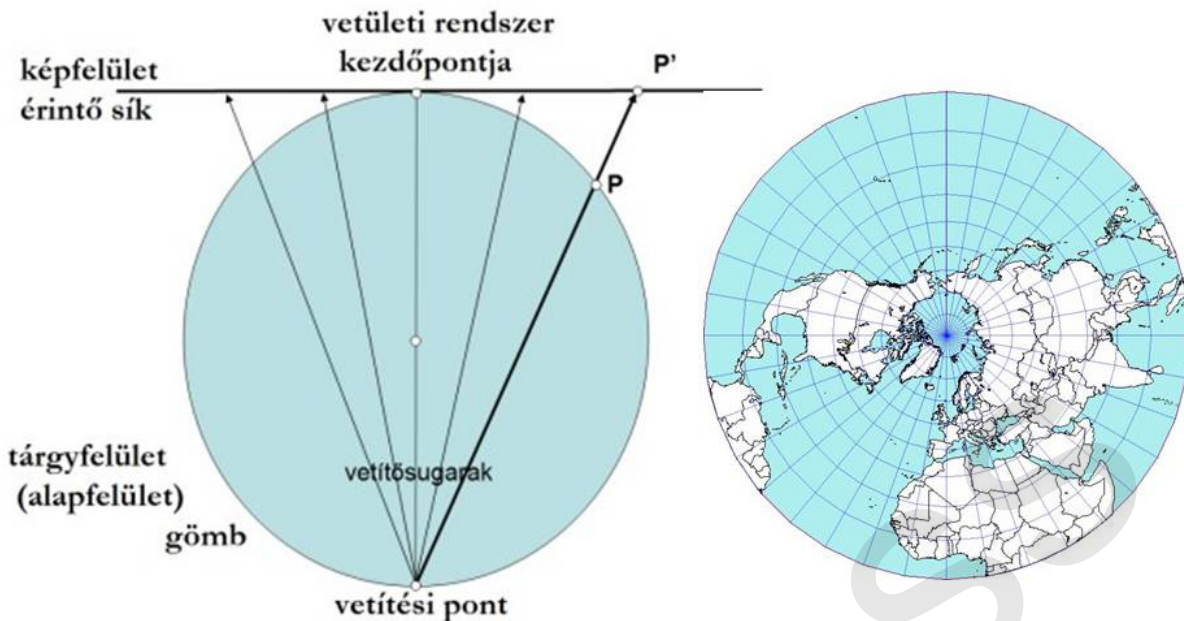 vetületi rendszer
kezdőpontja
képfelület
érintő sík
P'
P
vetítősugarak
tárgyfelület
(alapfelület)
gömb
vetítési pont